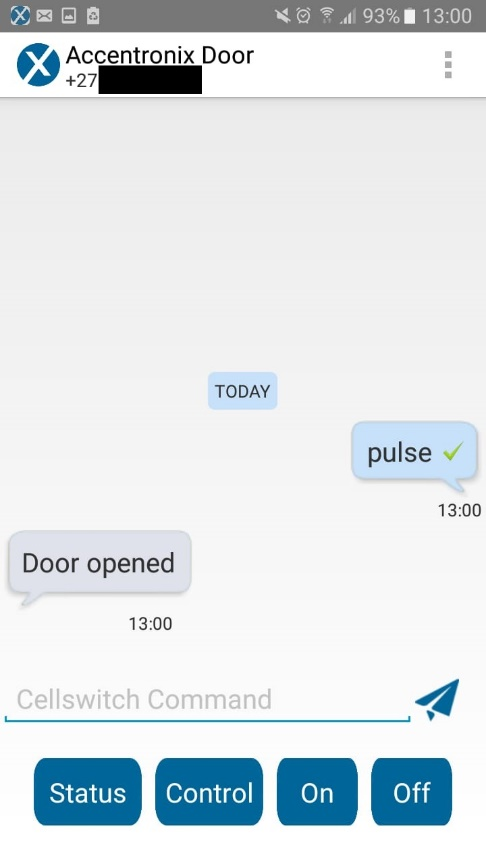 93% 13:00
Accentronix Door
+27
TODAY
pulse
13:00
Door opened
13:00
Cellswitch Command
Status Control On Off